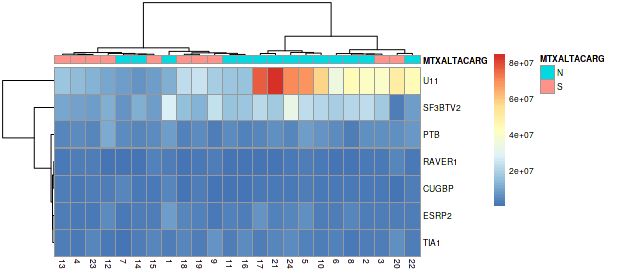 MTXALTACARG
U11
SF3BTV2
PTB
RAVER1
CUGBP
ESRP2
TIA1
13 4 23 12 7 14 15 1 18 19 9 11 16 17 21 24 5 10 6 8 2 3 20 22
8e+07
6e+07
4e+07
2e+07
MTXALTACARG
N
S